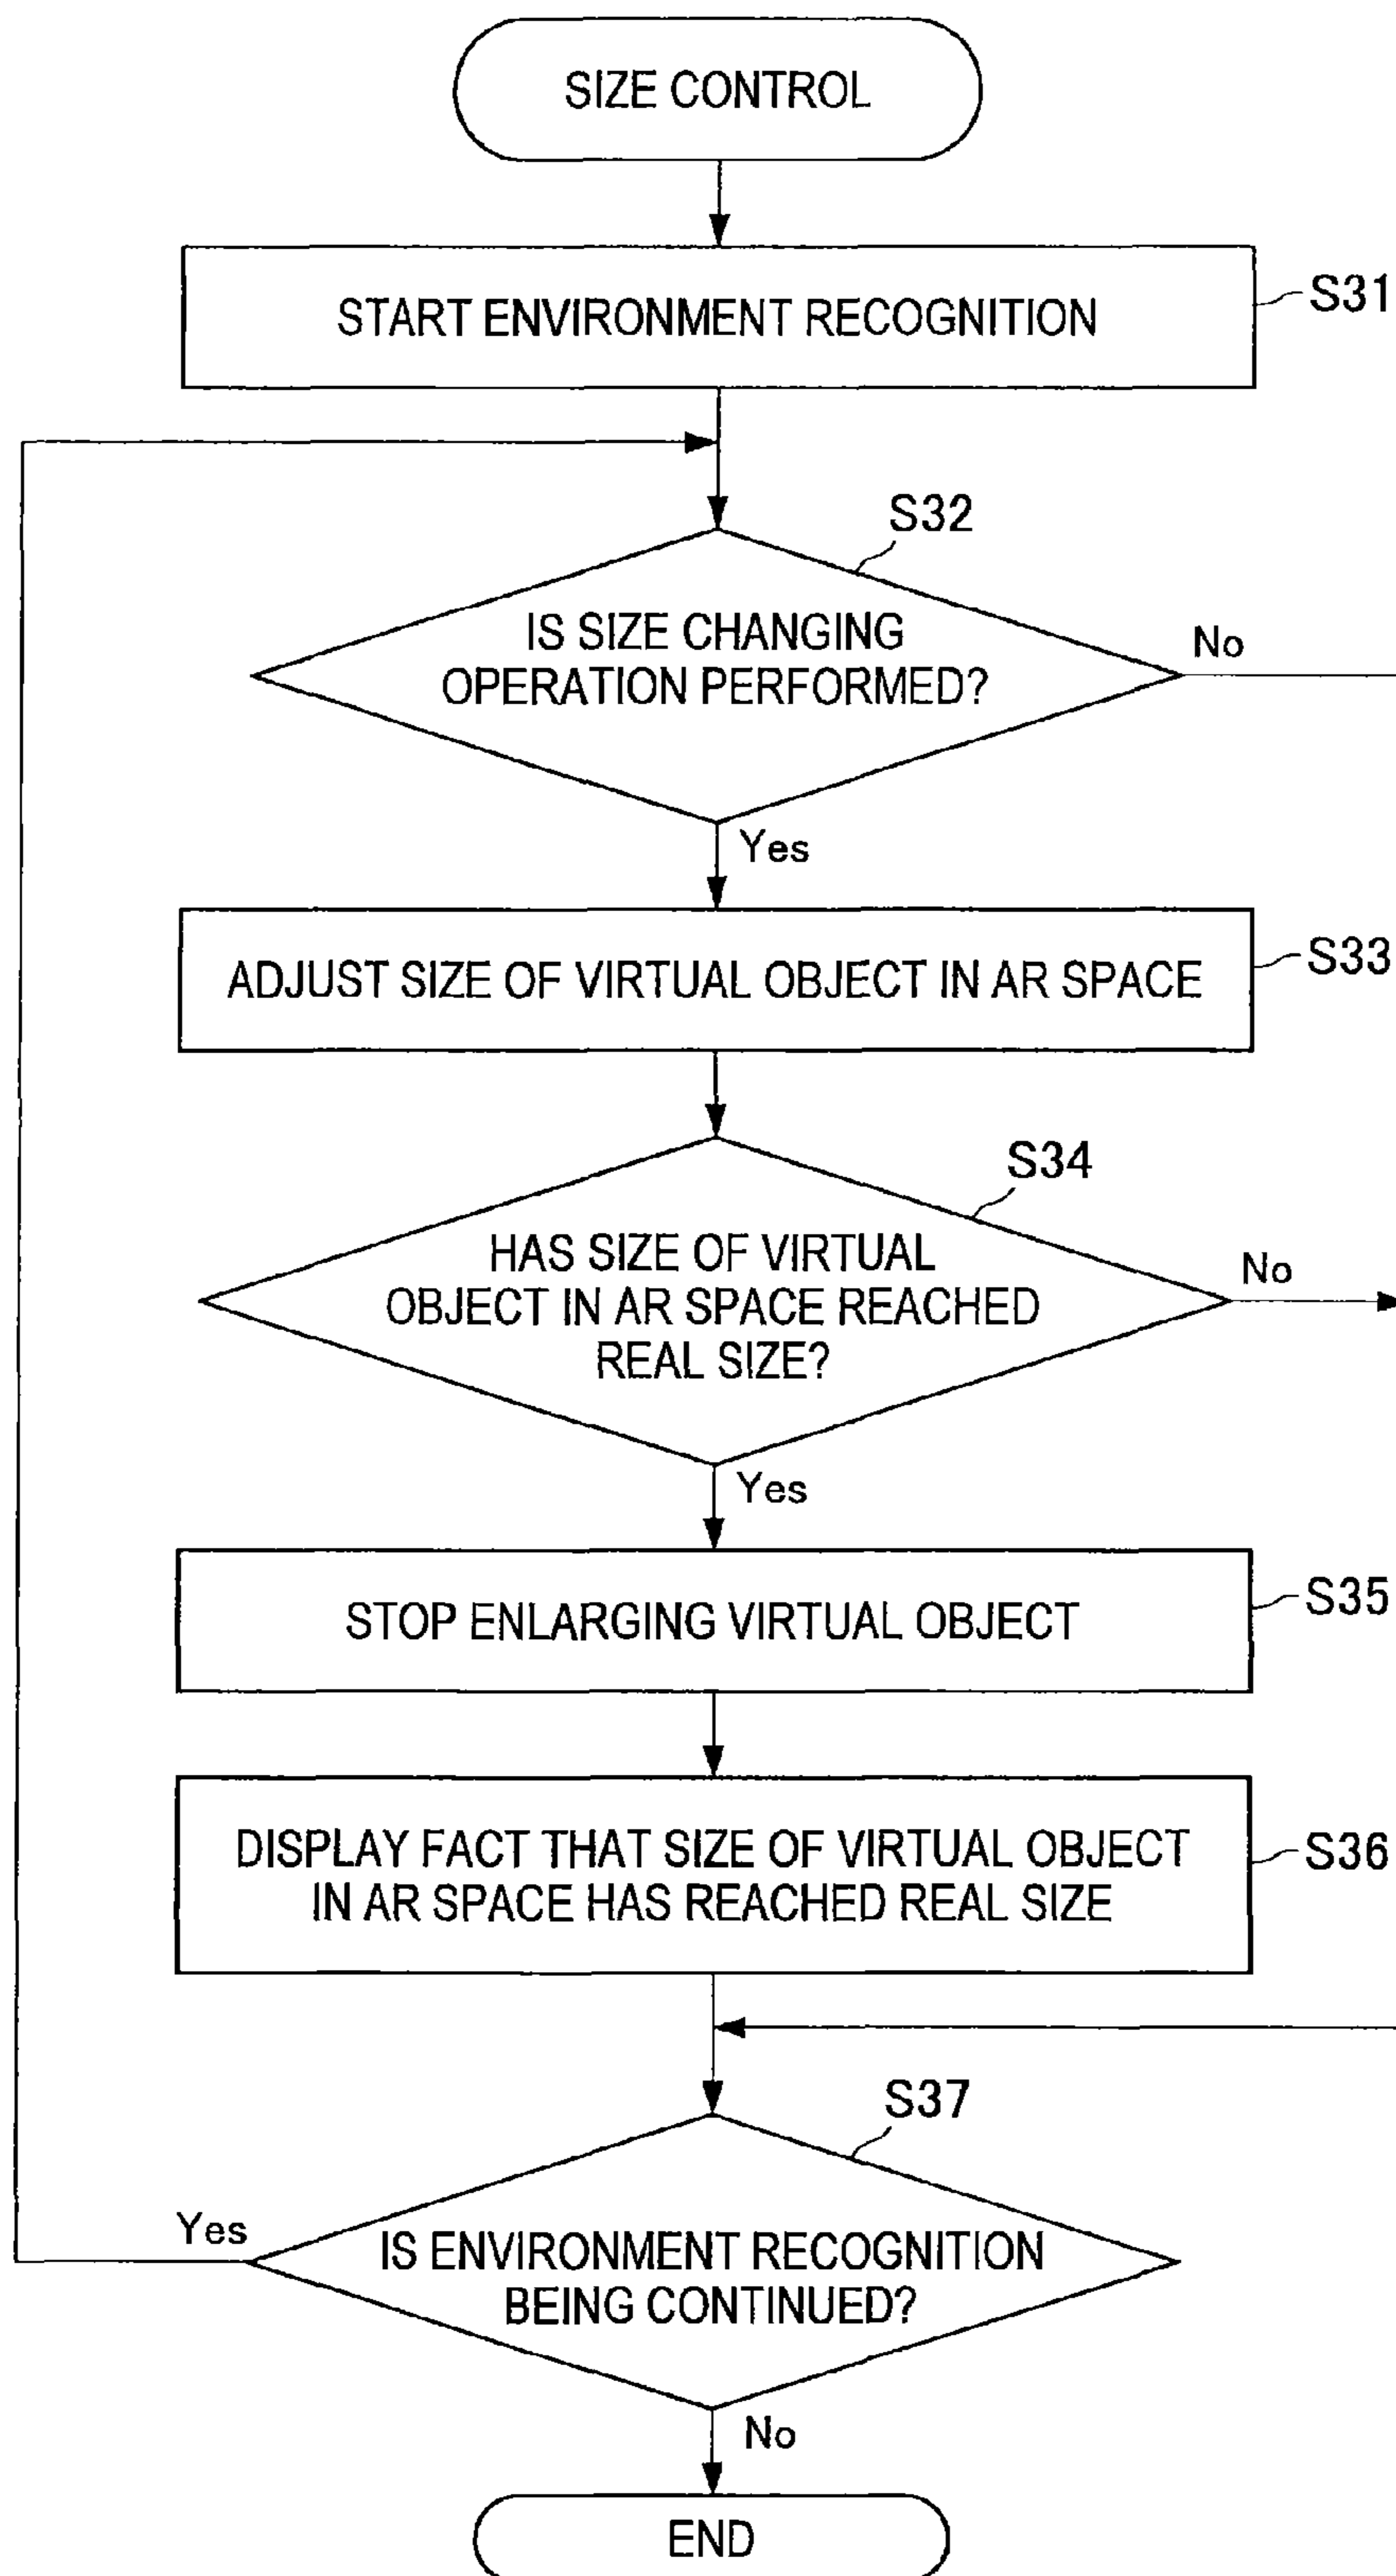 SIZE CONTROL
START ENVIRONMENT RECOGNITION
S31
S32
IS SIZE CHANGING
OPERATION PERFORMED?
No
Yes
ADJUST SIZE OF VIRTUAL OBJECT IN AR SPACE
S33
S34
HAS SIZE OF VIRTUAL
OBJECT IN AR SPACE REACHED
REAL SIZE?
No
Yes
STOP ENLARGING VIRTUAL OBJECT
S35
DISPLAY FACT THAT SIZE OF VIRTUAL OBJECT
IN AR SPACE HAS REACHED REAL SIZE
S36
S37
Yes
IS ENVIRONMENT RECOGNITION
BEING CONTINUED?
No
END